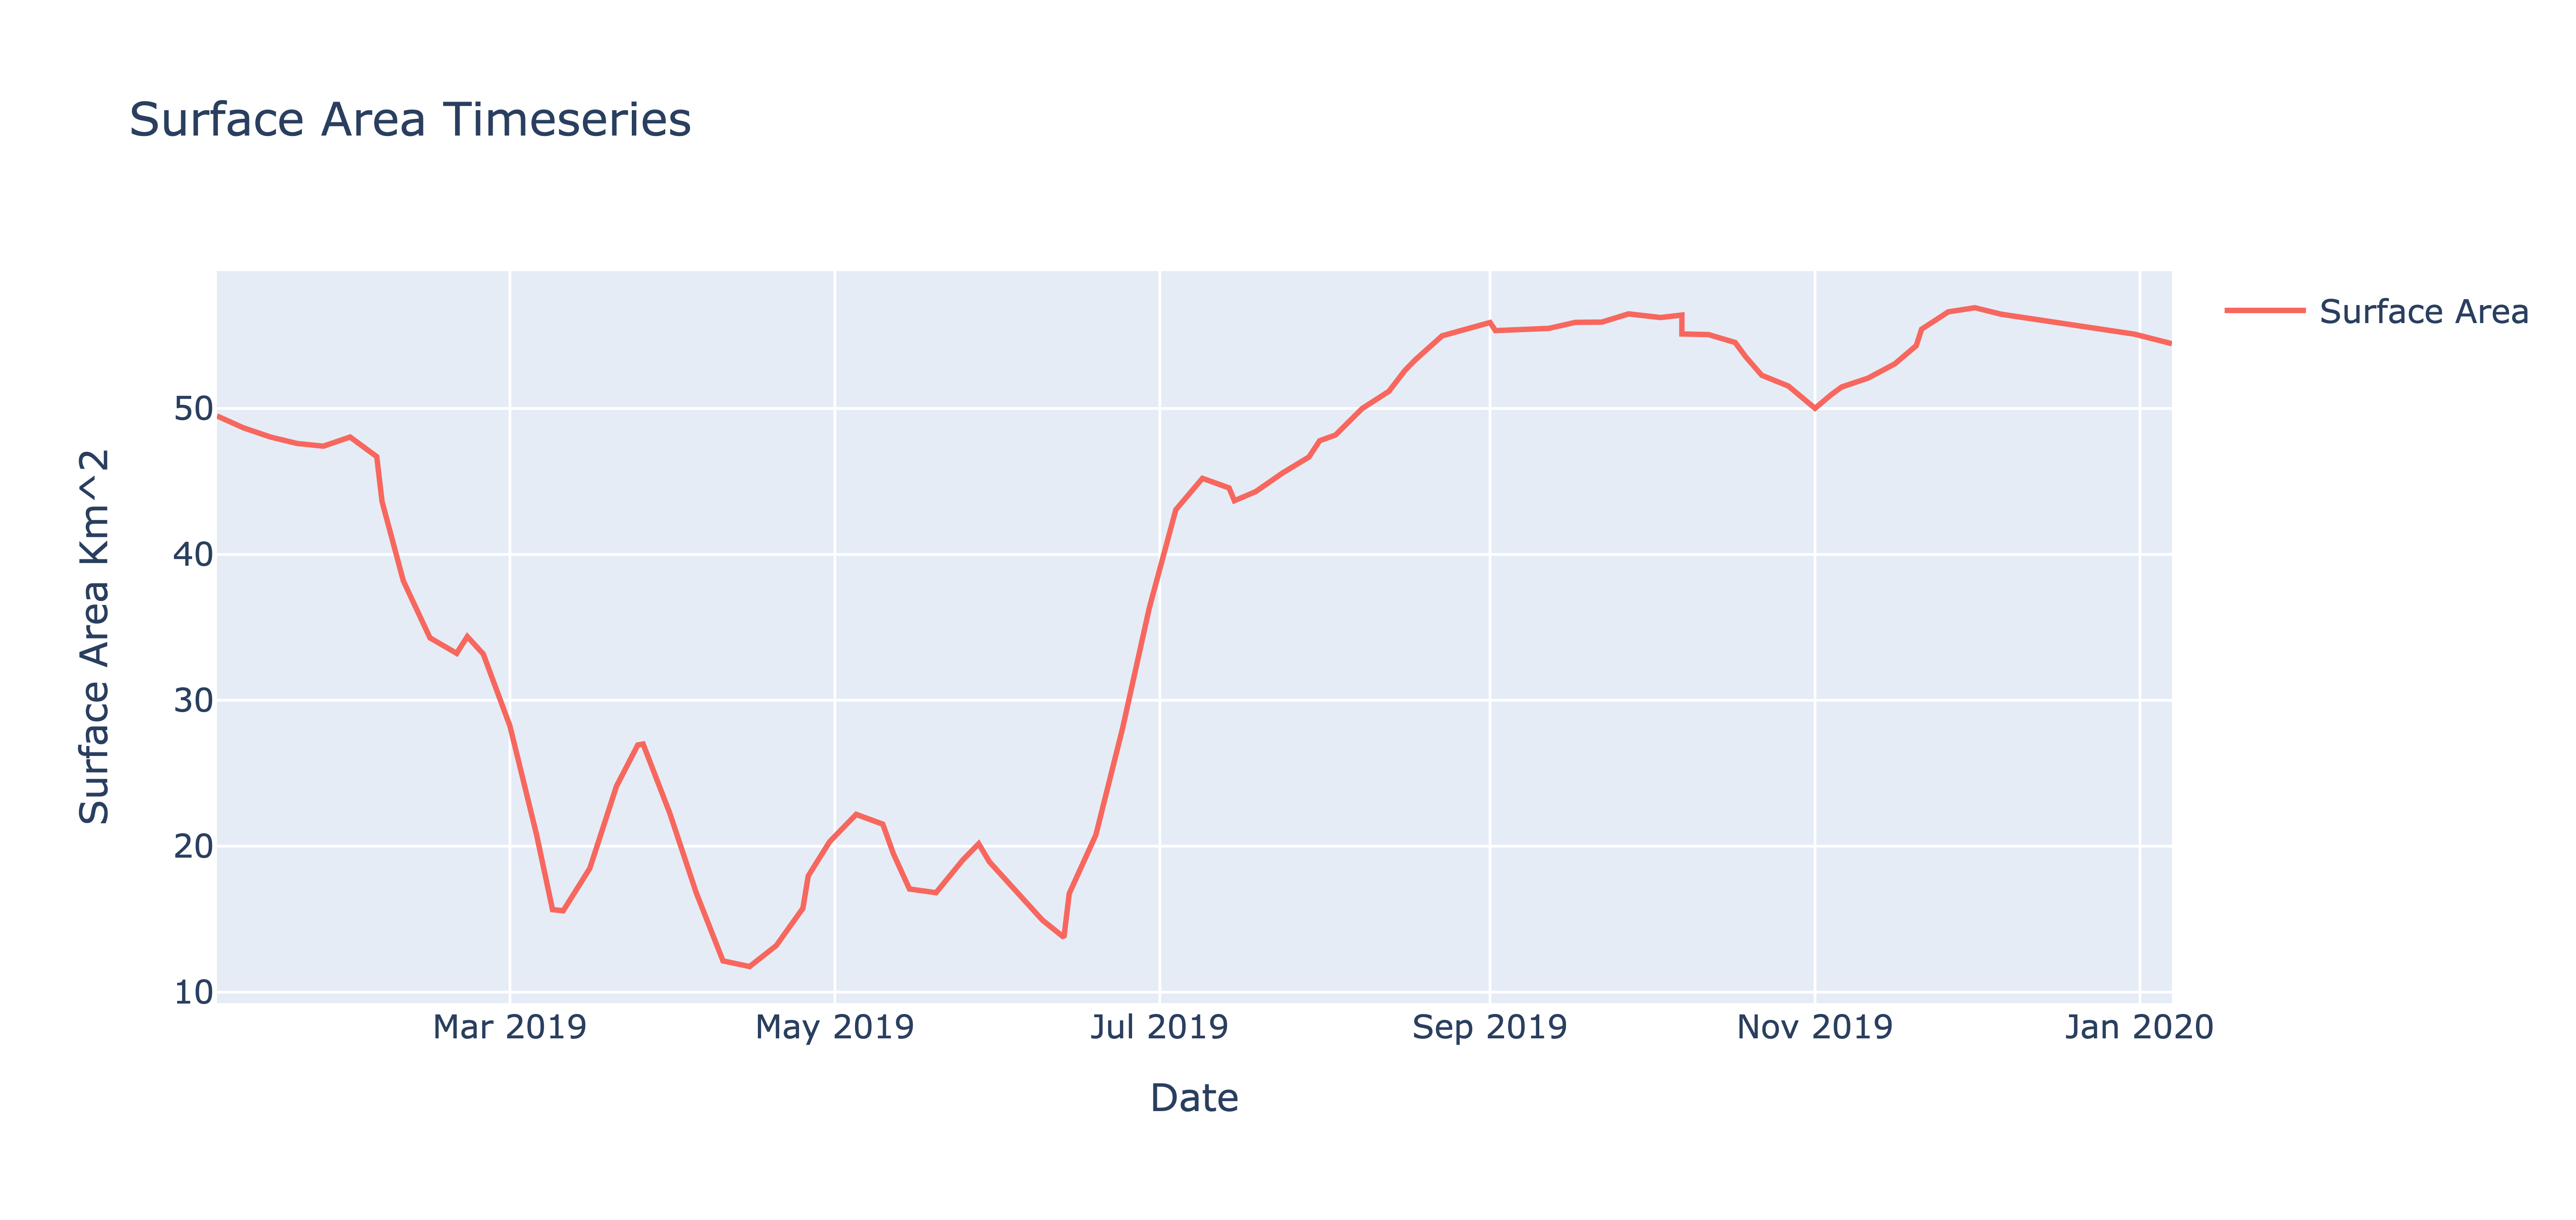 Surface Area Timeseries
Surface Area
Surface Area Km^2
50
40
30
20
10
Mar 2019
May 2019
Jul 2019
Sep 2019
Nov 2019
Jan 2020
Date